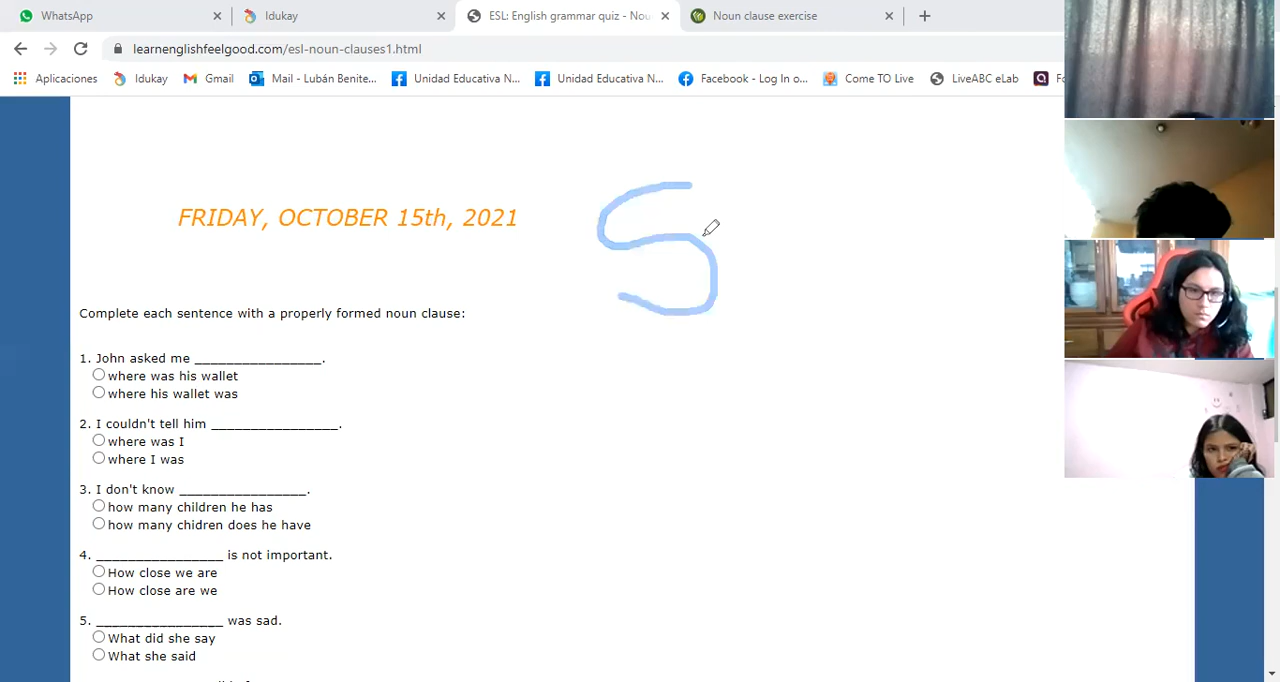 WhatsApp
Idukay
ESL: English grammar quiz - Nou
Noun clause exercise
learnenglishfeelgood.com/esl-noun-clauses1.html
Aplicaciones
Idukay
Gmail
Mail - Lubán Benite...
Unidad Educativa N...
Unidad Educativa N...
Facebook - Log In o...
Come TO Live
LiveABC eLab
FRIDAY, OCTOBER 15th, 2021
S
Complete each sentence with a properly formed noun clause:
1. John asked me ________________.
where was his wallet
where his wallet was
2. I couldn't tell him ________________.
where was I
where I was
3. I don't know ________________.
how many children he has
how many chidren does he have
4. ________________ is not important.
How close we are
How close are we
5. ________________ was sad.
What did she say
What she said